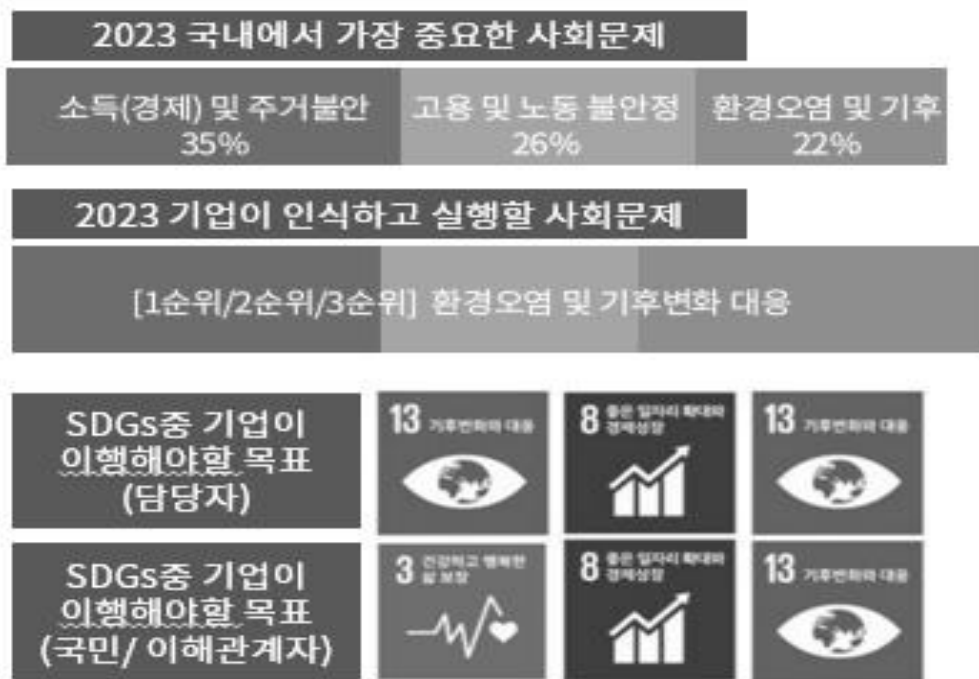 2023 국내에서 가장 중요한 사회문제
소득(경제) 및 주거불안
35%
고용 및 노동 불안정
26%
환경오염 및 기후
22%
2023 기업이 인식하고 실행할 사회문제
[1순위/2순위/3순위] 환경오염 및 기후변화 대응
SDGs중 기업이
이행해야할 목표
(담당자)
13 기후변화와 대응
8 좋은 일자리 확대와
경제성장
13 기후변화와 대응
SDGs중 기업이
이행해야할 목표
(국민/ 이해관계자)
3 건강하고 행복한
삶 보장
8 좋은 일자리 확대와
경제성장
13 기후변화와 대응